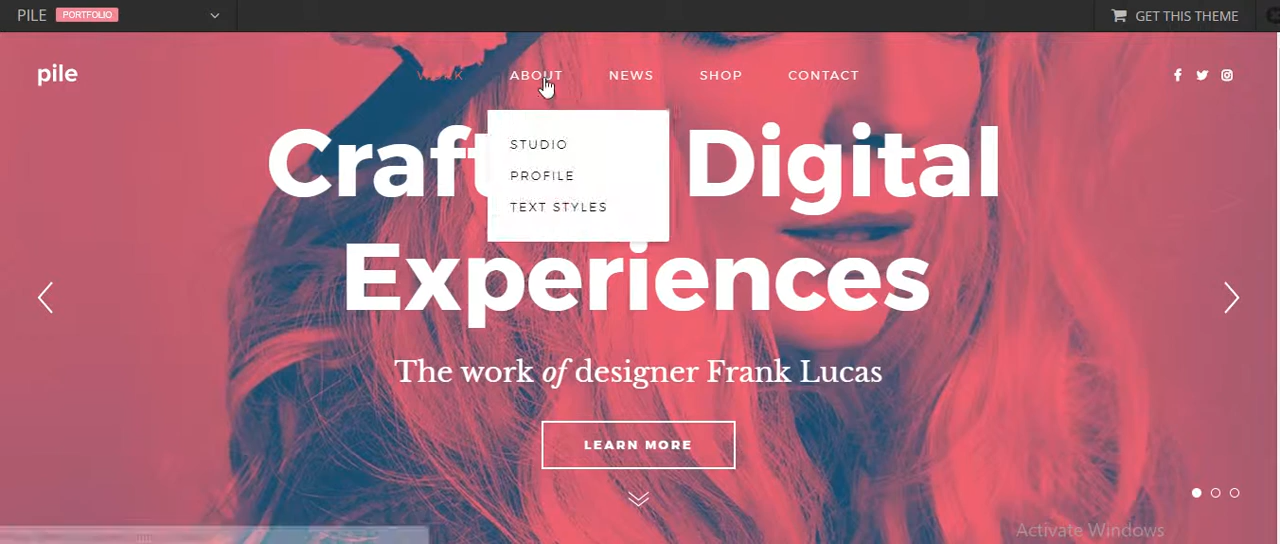 PILE PORTFOLIO
GET THIS THEME
pile
WORK ABOUT NEWS SHOP CONTACT
STUDIO
PROFILE
TEXT STYLES
Craft Digital
Experiences
The work of designer Frank Lucas
LEARN MORE
Activate Windows